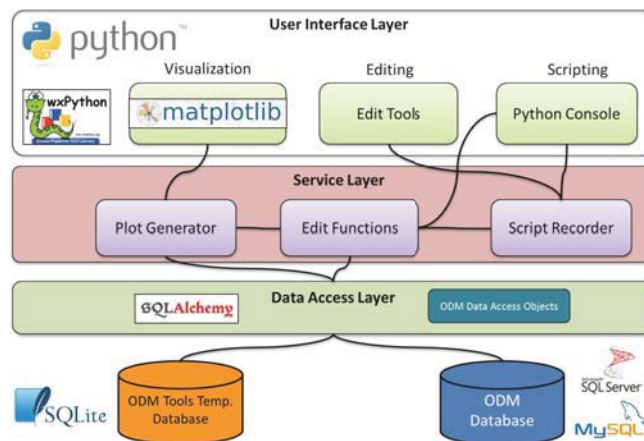 User Interface Layer
python™
Visualization
Editing
Scripting
wxPython
matplotlib
Edit Tools
Python Console
Service Layer
Plot Generator
Edit Functions
Script Recorder
Data Access Layer
SQLAlchemy
ODM Data Access Objects
SQLite
ODM Tools Temp.
Database
ODM
Database
Microsoft
SQL Server
MySQL